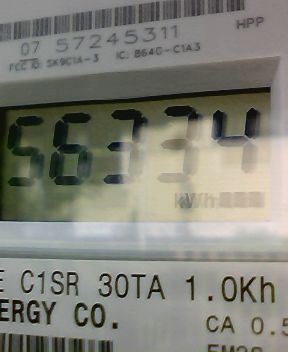 HPP
07 57245311
FCC ID: SK9C1A-3 IC: 864G-C1A3
56334
kWh
E C1SR 30TA 1.0Kh
ERGY CO.
CA 0.5